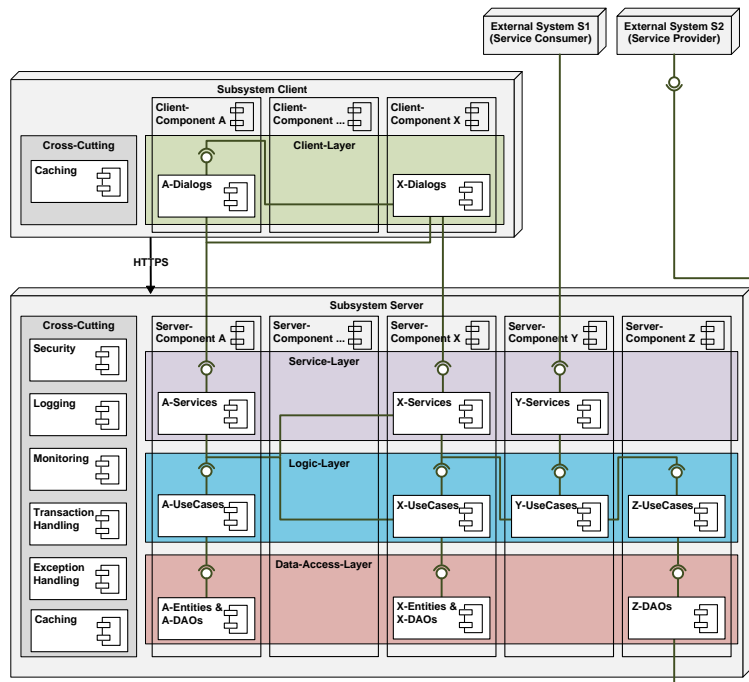 External System S1
(Service Consumer)
External System S2
(Service Provider)
Subsystem Client
Client-
Component A
Client-
Component ...
Client-
Component X
Cross-Cutting
Client-Layer
Caching
A-Dialogs
X-Dialogs
HTTPS
Subsystem Server
Cross-Cutting
Server-
Component A
Server-
Component ...
Server-
Component X
Server-
Component Y
Server-
Component Z
Security
Service-Layer
Logging
A-Services
X-Services
Y-Services
Monitoring
Logic-Layer
Transaction
Handling
A-UseCases
X-UseCases
Y-UseCases
Z-UseCases
Exception
Handling
Data-Access-Layer
Caching
A-Entities &
A-DAOs
X-Entities &
X-DAOs
Z-DAOs